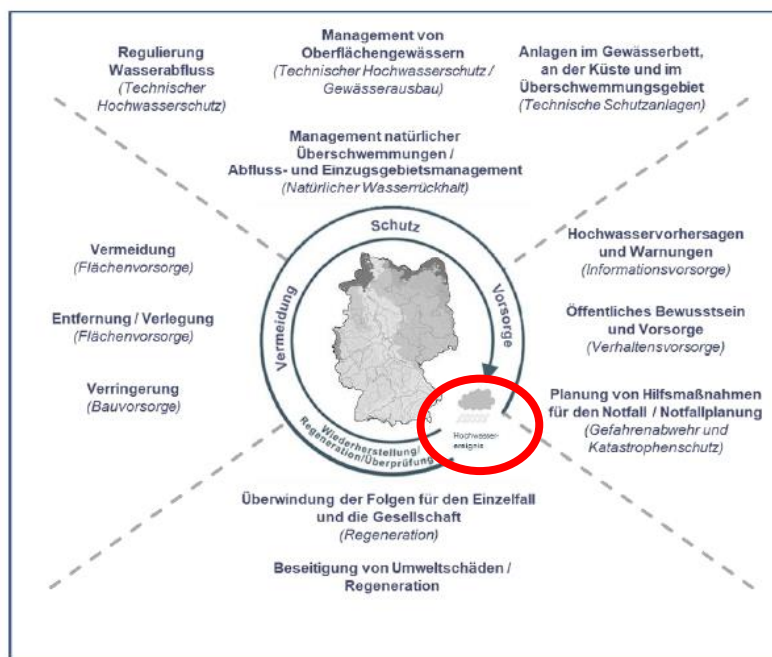 Regulierung
Wasserabfluss
(Technischer
Hochwasserschutz)
Management von
Oberflächengewässern
(Technischer Hochwasserschutz /
Gewässerausbau)
Anlagen im Gewässerbett,
an der Küste und im
Überschwemmungsgebiet
(Technische Schutzanlagen)
Management natürlicher
Überschwemmungen /
Abfluss- und Einzugsgebietsmanagement
(Natürlicher Wasserrückhalt)
Schutz
Vermeidung
Vorsorge
Vermeidung
(Flächenvorsorge)
Entfernung / Verlegung
(Flächenvorsorge)
Verringerung
(Bauvorsorge)
Hochwasservorhersagen
und Warnungen
(Informationsvorsorge)
Öffentliches Bewusstsein
und Vorsorge
(Verhaltensvorsorge)
Planung von Hilfsmaßnahmen
für den Notfall / Notfallplanung
(Gefahrenabwehr und
Katastrophenschutz)
Hochwasser-
ereignis
Wiederherstellung/
Regeneration/Überprüfung
Überwindung der Folgen für den Einzelfall
und die Gesellschaft
(Regeneration)
Beseitigung von Umweltschäden /
Regeneration